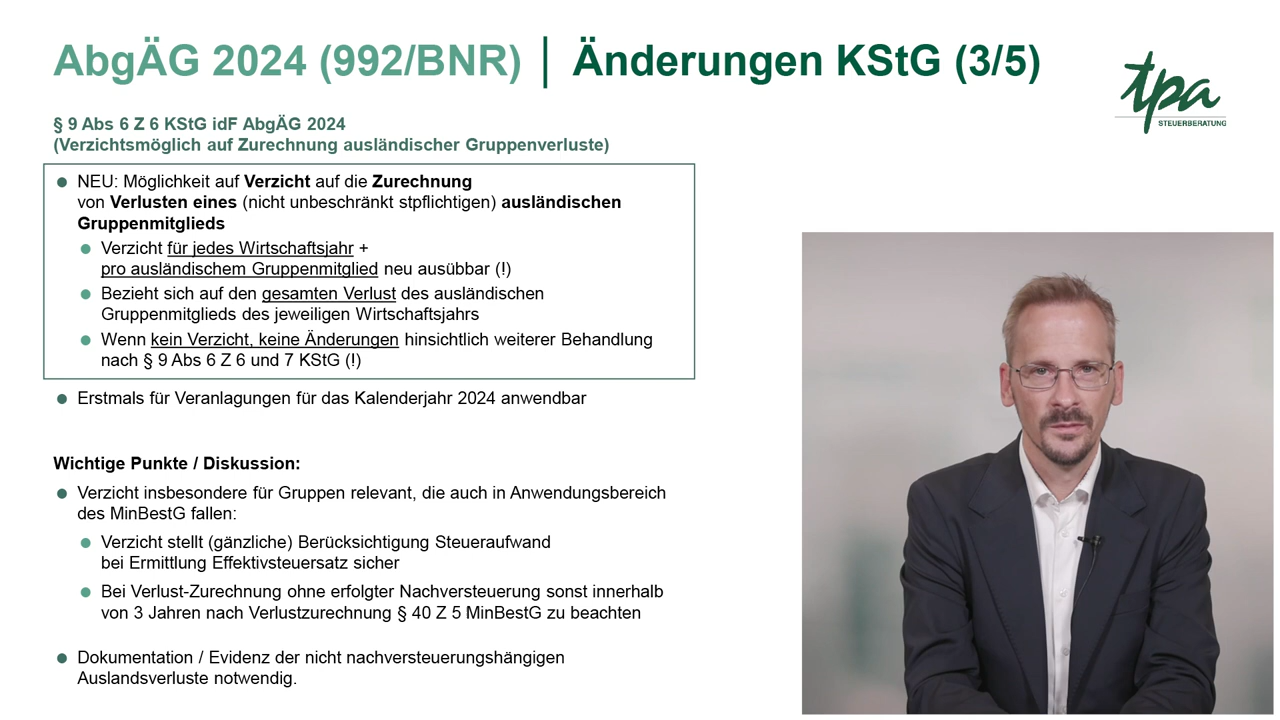 AbgÄG 2024 (992/BNR) | Änderungen KStG (3/5)
tpa
STEUERBERATUNG
§ 9 Abs 6 Z 6 KStG idF AbgÄG 2024
(Verzichtsmöglich auf Zurechnung ausländischer Gruppenverluste)
NEU: Möglichkeit auf Verzicht auf die Zurechnung
von Verlusten eines (nicht unbeschränkt stpflichtigen) ausländischen
Gruppenmitglieds
Verzicht für jedes Wirtschaftsjahr +
pro ausländischem Gruppenmitglied neu ausübbar (!)
Bezieht sich auf den gesamten Verlust des ausländischen
Gruppenmitglieds des jeweiligen Wirtschaftsjahrs
Wenn kein Verzicht, keine Änderungen hinsichtlich weiterer Behandlung
nach § 9 Abs 6 Z 6 und 7 KStG (!)
Erstmals für Veranlagungen für das Kalenderjahr 2024 anwendbar
Wichtige Punkte / Diskussion:
Verzicht insbesondere für Gruppen relevant, die auch in Anwendungsbereich
des MinBestG fallen:
Verzicht stellt (gänzliche) Berücksichtigung Steueraufwand
bei Ermittlung Effektivsteuersatz sicher
Bei Verlust-Zurechnung ohne erfolgter Nachversteuerung sonst innerhalb
von 3 Jahren nach Verlustzurechnung § 40 Z 5 MinBestG zu beachten
Dokumentation / Evidenz der nicht nachversteuerungshängigen
Auslandsverluste notwendig.